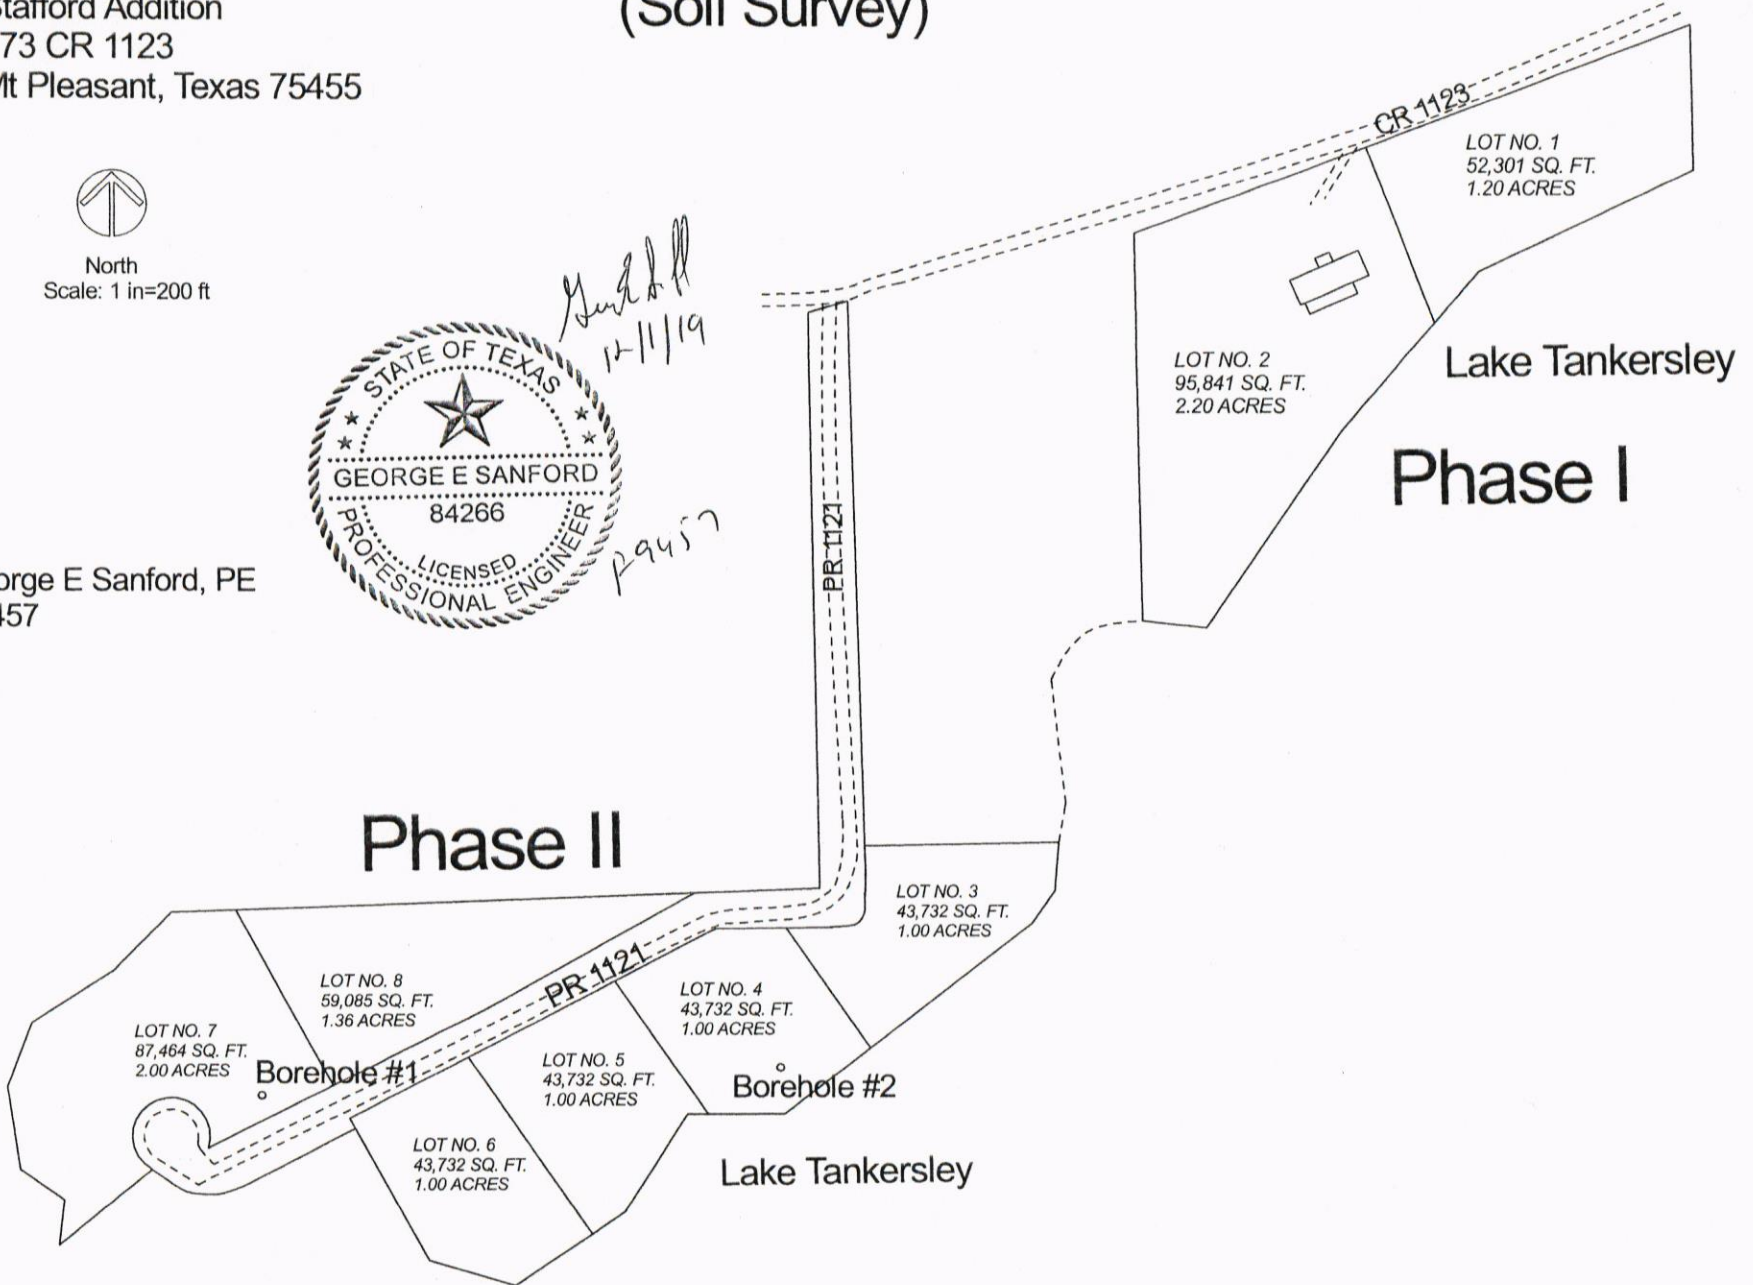 Stafford Addition
73 CR 1123
Mt Pleasant, Texas 75455
(Soil Survey)
North
Scale: 1 in=200 ft
12/11/19
STATE OF TEXAS
GEORGE E SANFORD
84266
LICENSED
PROFESSIONAL ENGINEER
F-9457
orge E Sanford, PE
457
CR 1123
LOT NO. 1
52,301 SQ. FT.
1.20 ACRES
LOT NO. 2
95,841 SQ. FT.
2.20 ACRES
Lake Tankersley
Phase I
PR 1121
Phase II
LOT NO. 3
43,732 SQ. FT.
1.00 ACRES
PR 1121
LOT NO. 4
43,732 SQ. FT.
1.00 ACRES
Borehole #2
LOT NO. 8
59,085 SQ. FT.
1.36 ACRES
LOT NO. 7
87,464 SQ. FT.
2.00 ACRES
Borehole #1
LOT NO. 5
43,732 SQ. FT.
1.00 ACRES
LOT NO. 6
43,732 SQ. FT.
1.00 ACRES
Lake Tankersley